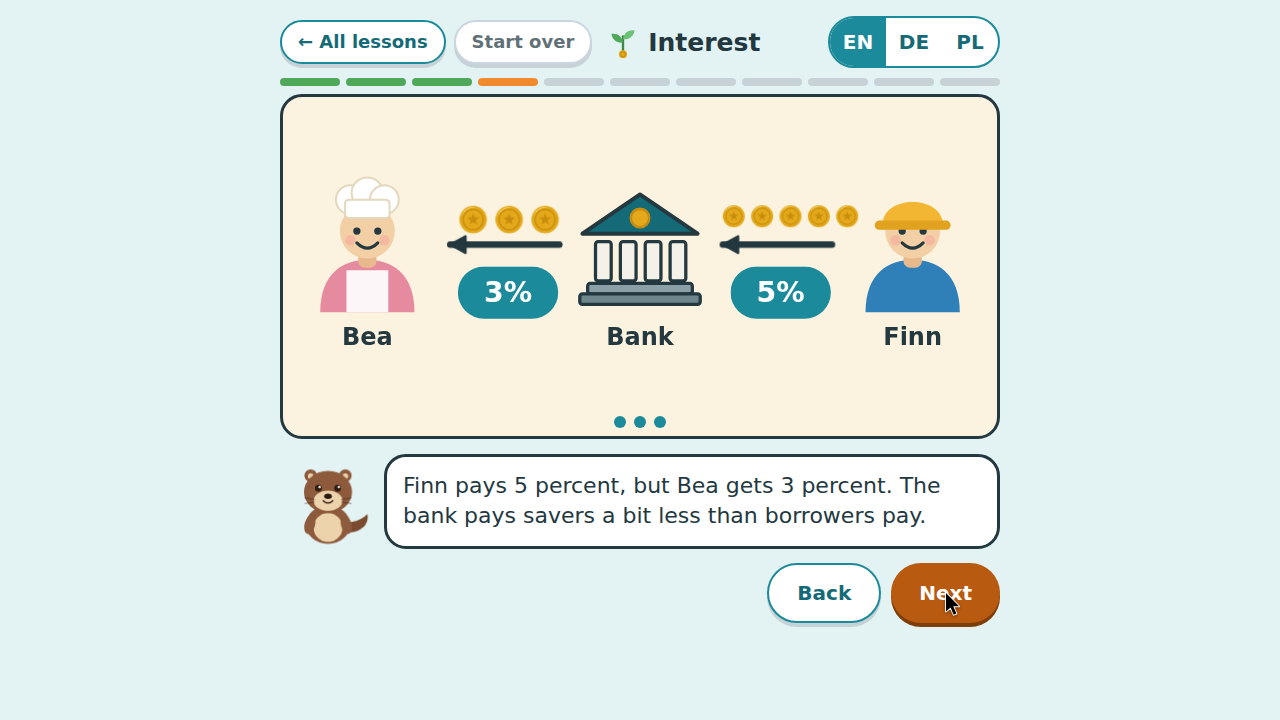 ← All lessons
Start over
Interest
EN
DE
PL
3%
5%
Bea
Bank
Finn
Finn pays 5 percent, but Bea gets 3 percent. The
bank pays savers a bit less than borrowers pay.
Back
Next